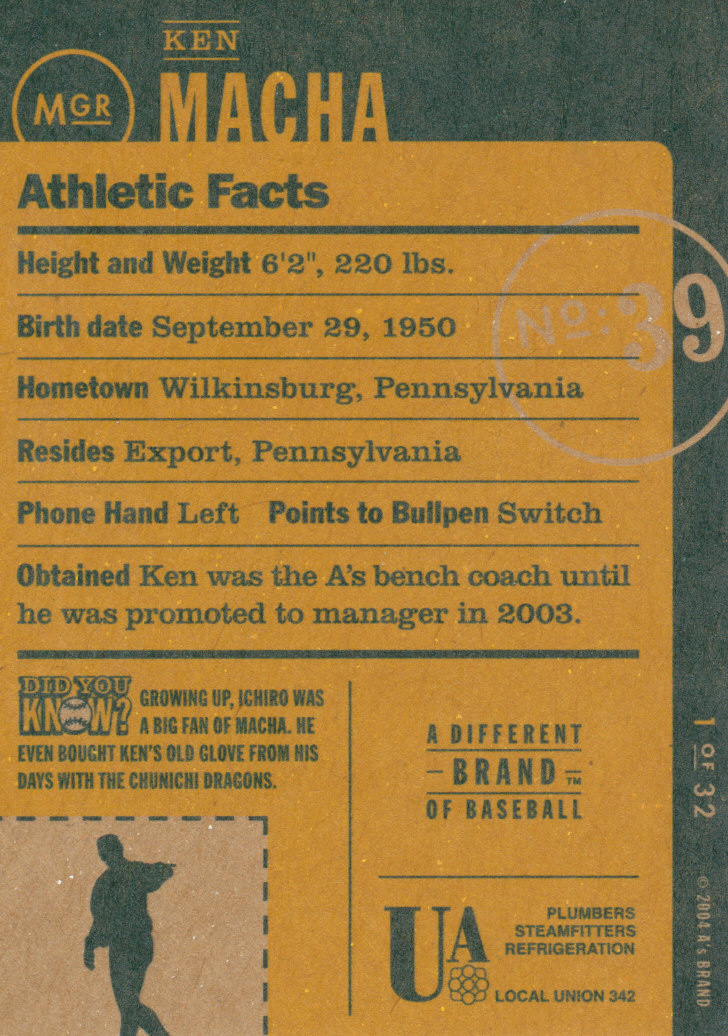 KEN
MGR MACHA
Athletic Facts
Height and Weight 6'2", 220 lbs.
No: 39
Birth date September 29, 1950
Hometown Wilkinsburg, Pennsylvania
Resides Export, Pennsylvania
Phone Hand Left Points to Bullpen Switch
Obtained Ken was the A's bench coach until
he was promoted to manager in 2003.
DID YOU
KNOW? GROWING UP, ICHIRO WAS
A BIG FAN OF MACHA. HE
EVEN BOUGHT KEN'S OLD GLOVE FROM HIS
DAYS WITH THE CHUNICHI DRAGONS.
A DIFFERENT
– BRAND –™
OF BASEBALL
UA
PLUMBERS
STEAMFITTERS
REFRIGERATION
LOCAL UNION 342
1 OF 32
© 2004 A's BRAND